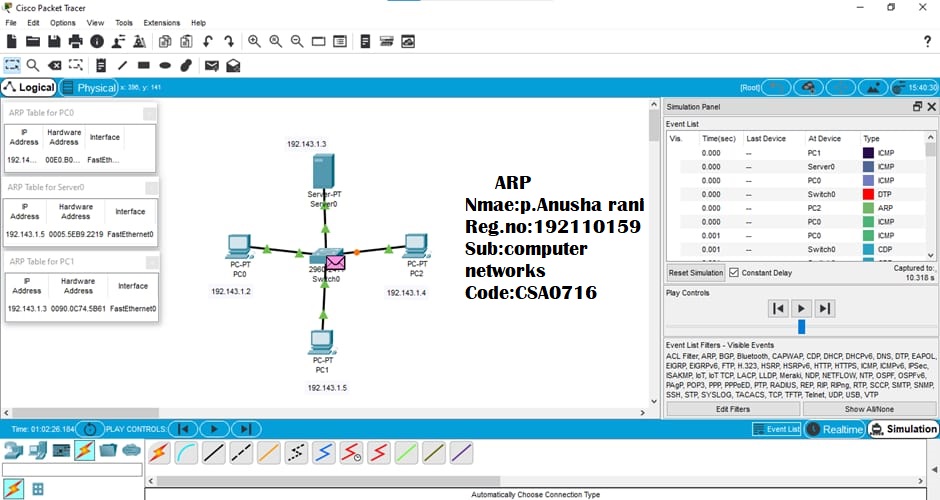 Cisco Packet Tracer
File Edit Options View Tools Extensions Window Help
Logical Physical x: 396, y: 141 [Root] 15:40:30
ARP Table for PC0
IP Address Hardware Address Interface
192.14... 00E0.B0... FastEth...
ARP Table for Server0
IP Address Hardware Address Interface
192.143.1.5 0005.5EB9.2219 FastEthernet0
ARP Table for PC1
IP Address Hardware Address Interface
192.143.1.3 0090.0C74.5B61 FastEthernet0
192.143.1.3
Server-PT
Server0
PC-PT
PC0
192.143.1.2
Switch0
PC-PT
PC2
192.143.1.4
PC-PT
PC1
192.143.1.5
ARP
Nmae:p.Anusha rani
Reg.no:192110159
Sub:computer
networks
Code:CSA0716
Simulation Panel
Event List
Vis. Time(sec) Last Device At Device Type
0.000 -- PC1 ICMP
0.000 -- Server0 ICMP
0.000 -- PC0 ICMP
0.000 -- Switch0 DTP
0.000 -- PC2 ARP
0.000 -- PC0 ICMP
0.001 -- PC0 ICMP
0.001 -- Switch0 CDP
Reset Simulation Constant Delay Captured to:
10.318 s
Play Controls
Event List Filters - Visible Events
ACL Filter, ARP, BGP, Bluetooth, CAPWAP, CDP, DHCP, DHCPv6, DNS, DTP, EAPOL,
EIGRP, EIGRPv6, FTP, H.323, HSRP, HSRPv6, HTTP, HTTPS, ICMP, ICMPv6, IPSec,
ISAKMP, IoT, IoT TCP, LACP, LLDP, Meraki, NDP, NETFLOW, NTP, OSPF, OSPFv6,
PAgP, POP3, PPP, PPPoED, PTP, RADIUS, REP, RIP, RIPng, RTP, SCCP, SMTP, SNMP,
SSH, STP, SYSLOG, TACACS, TCP, TFTP, Telnet, UDP, USB, VTP
Edit Filters Show All/None
Time: 01:02:26.184 PLAY CONTROLS: Event List Realtime Simulation
Automatically Choose Connection Type